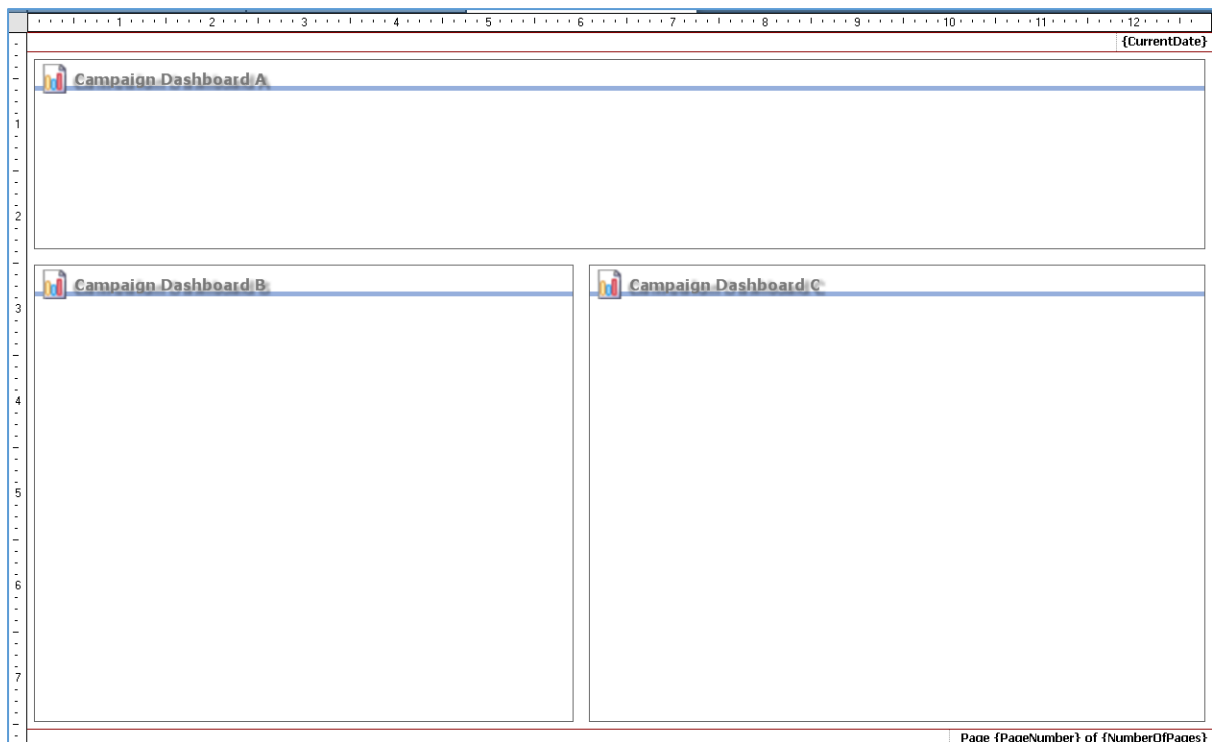 1 2 3 4 5 6 7 8 9 10 11 12
{CurrentDate}
Campaign Dashboard A
1
2
Campaign Dashboard B
Campaign Dashboard C
3
4
5
6
7
Page {PageNumber} of {NumberOfPages}